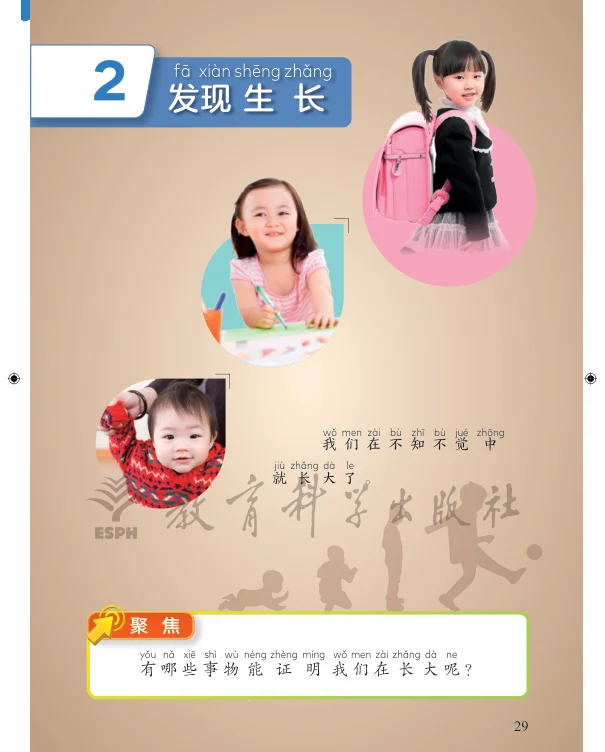 2
fā xiàn shēng zhǎng
发现生长
wǒ men zài bù zhī bù jué zhōng
我们在不知不觉中
jiù zhǎng dà le
就长大了。
ESPH
教育科学出版社
聚焦
yǒu nǎ xiē shì wù néng zhèng míng wǒ men zài zhǎng dà ne
有哪些事物能证明我们在长大呢？
29